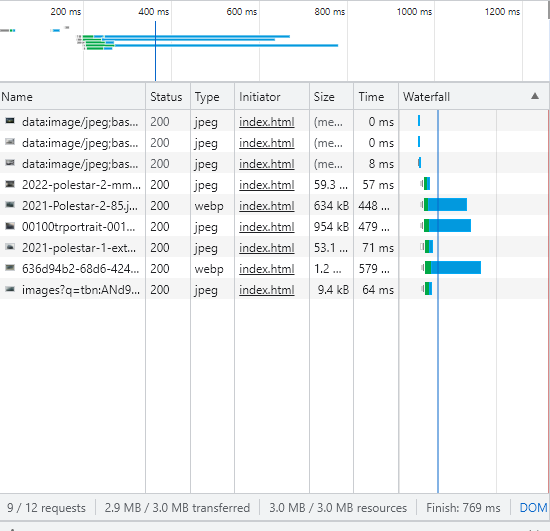 200 ms 400 ms 600 ms 800 ms 1000 ms 1200 ms
Name Status Type Initiator Size Time Waterfall
data:image/jpeg;bas... 200 jpeg index.html (me... 0 ms
data:image/jpeg;bas... 200 jpeg index.html (me... 0 ms
data:image/jpeg;bas... 200 jpeg index.html (me... 8 ms
2022-polestar-2-mm... 200 jpeg index.html 59.3 ... 57 ms
2021-Polestar-2-85.j... 200 webp index.html 634 kB 448 ...
00100trportrait-001... 200 jpeg index.html 954 kB 479 ...
2021-polestar-1-ext... 200 jpeg index.html 53.1 ... 71 ms
636d94b2-68d6-424... 200 webp index.html 1.2 ... 579 ...
images?q=tbn:ANd9... 200 jpeg index.html 9.4 kB 64 ms
9 / 12 requests 2.9 MB / 3.0 MB transferred 3.0 MB / 3.0 MB resources Finish: 769 ms DOM